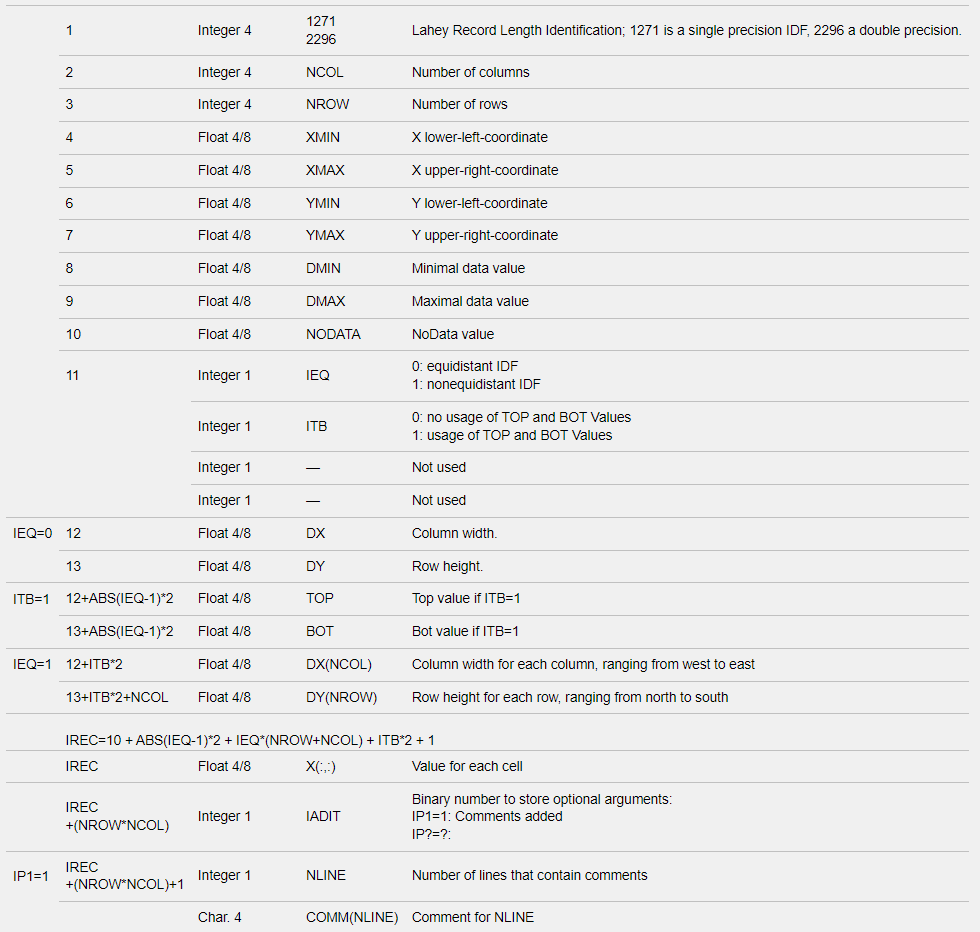 1 Integer 4 1271 Lahey Record Length Identification; 1271 is a single precision IDF, 2296 a double precision.
2296
2 Integer 4 NCOL Number of columns
3 Integer 4 NROW Number of rows
4 Float 4/8 XMIN X lower-left-coordinate
5 Float 4/8 XMAX X upper-right-coordinate
6 Float 4/8 YMIN Y lower-left-coordinate
7 Float 4/8 YMAX Y upper-right-coordinate
8 Float 4/8 DMIN Minimal data value
9 Float 4/8 DMAX Maximal data value
10 Float 4/8 NODATA NoData value
11 Integer 1 IEQ 0: equidistant IDF
1: nonequidistant IDF
Integer 1 ITB 0: no usage of TOP and BOT Values
1: usage of TOP and BOT Values
Integer 1 — Not used
Integer 1 — Not used
IEQ=0 12 Float 4/8 DX Column width.
13 Float 4/8 DY Row height.
ITB=1 12+ABS(IEQ-1)*2 Float 4/8 TOP Top value if ITB=1
13+ABS(IEQ-1)*2 Float 4/8 BOT Bot value if ITB=1
IEQ=1 12+ITB*2 Float 4/8 DX(NCOL) Column width for each column, ranging from west to east
13+ITB*2+NCOL Float 4/8 DY(NROW) Row height for each row, ranging from north to south
IREC=10 + ABS(IEQ-1)*2 + IEQ*(NROW+NCOL) + ITB*2 + 1
IREC Float 4/8 X(:,:) Value for each cell
IREC
+(NROW*NCOL) Integer 1 IADIT Binary number to store optional arguments:
IP1=1: Comments added
IP?=?:
IP1=1 IREC
+(NROW*NCOL)+1 Integer 1 NLINE Number of lines that contain comments
Char. 4 COMM(NLINE) Comment for NLINE